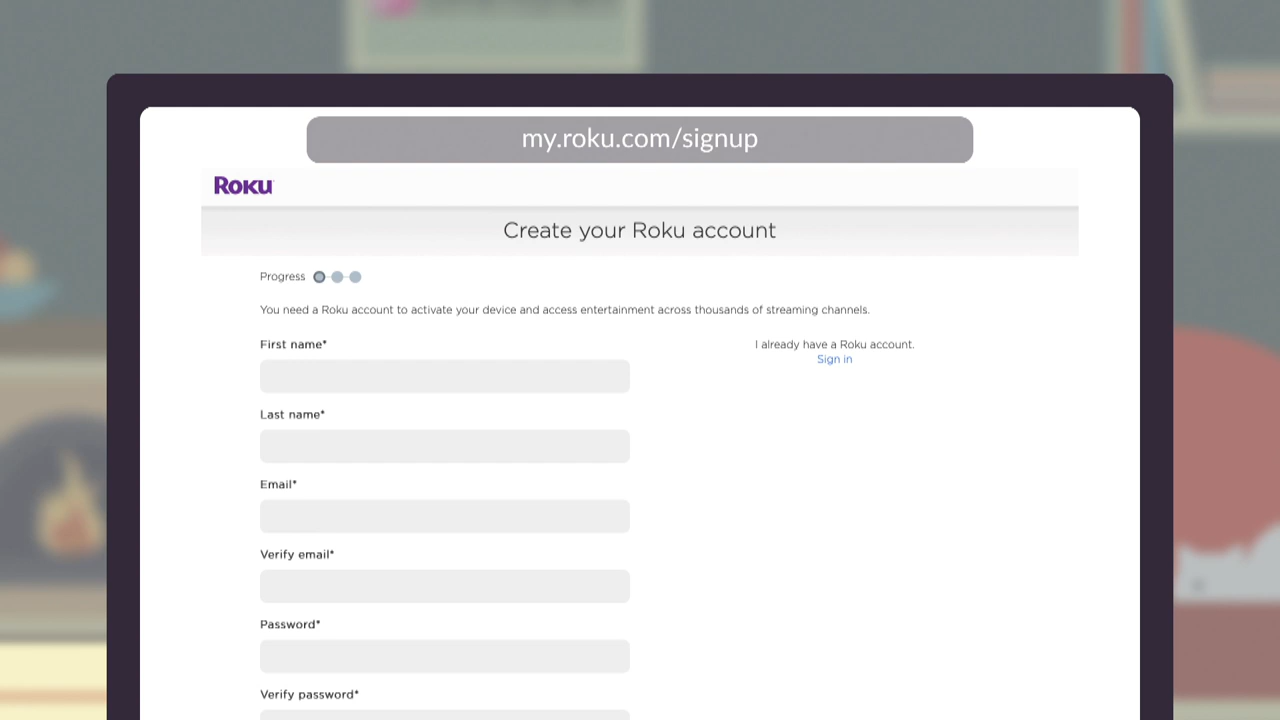 my.roku.com/signup
Roku
Create your Roku account
Progress
You need a Roku account to activate your device and access entertainment across thousands of streaming channels.
First name*
I already have a Roku account.
Sign in
Last name*
Email*
Verify email*
Password*
Verify password*